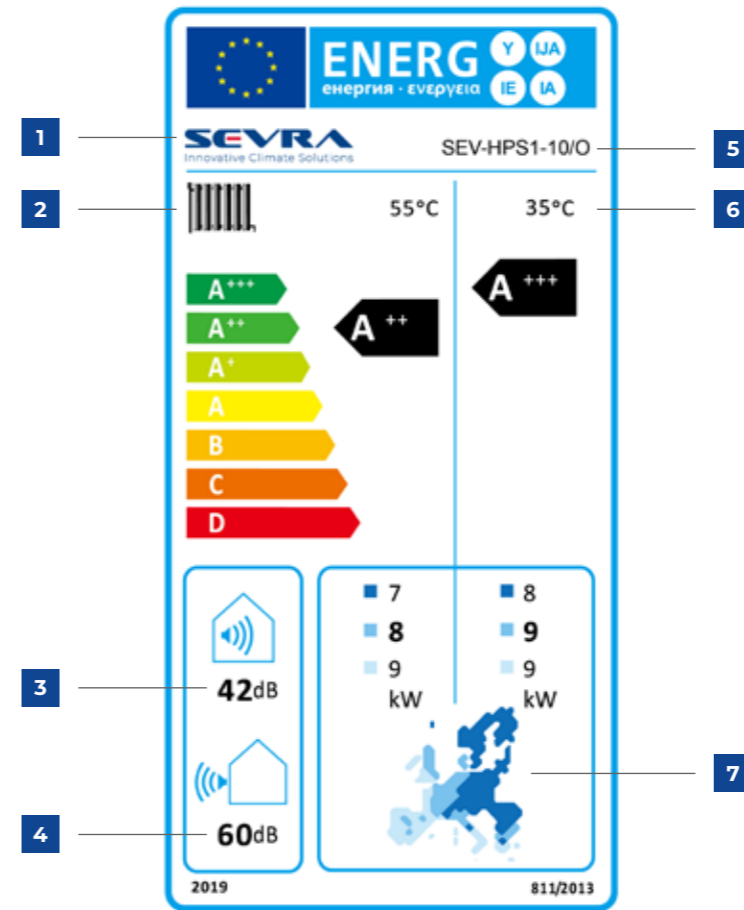 ENERG Y IJA
енергия · ενεργεια IE IA
1 SEVRA SEV-HPS1-10/O 5
Innovative Climate Solutions
2 55°C 35°C 6
A+++ A +++
A++ A ++
A+
A
B
C
D
7 8
8 9
9 9
kW kW
3 42dB
7
4 60dB
2019 811/2013